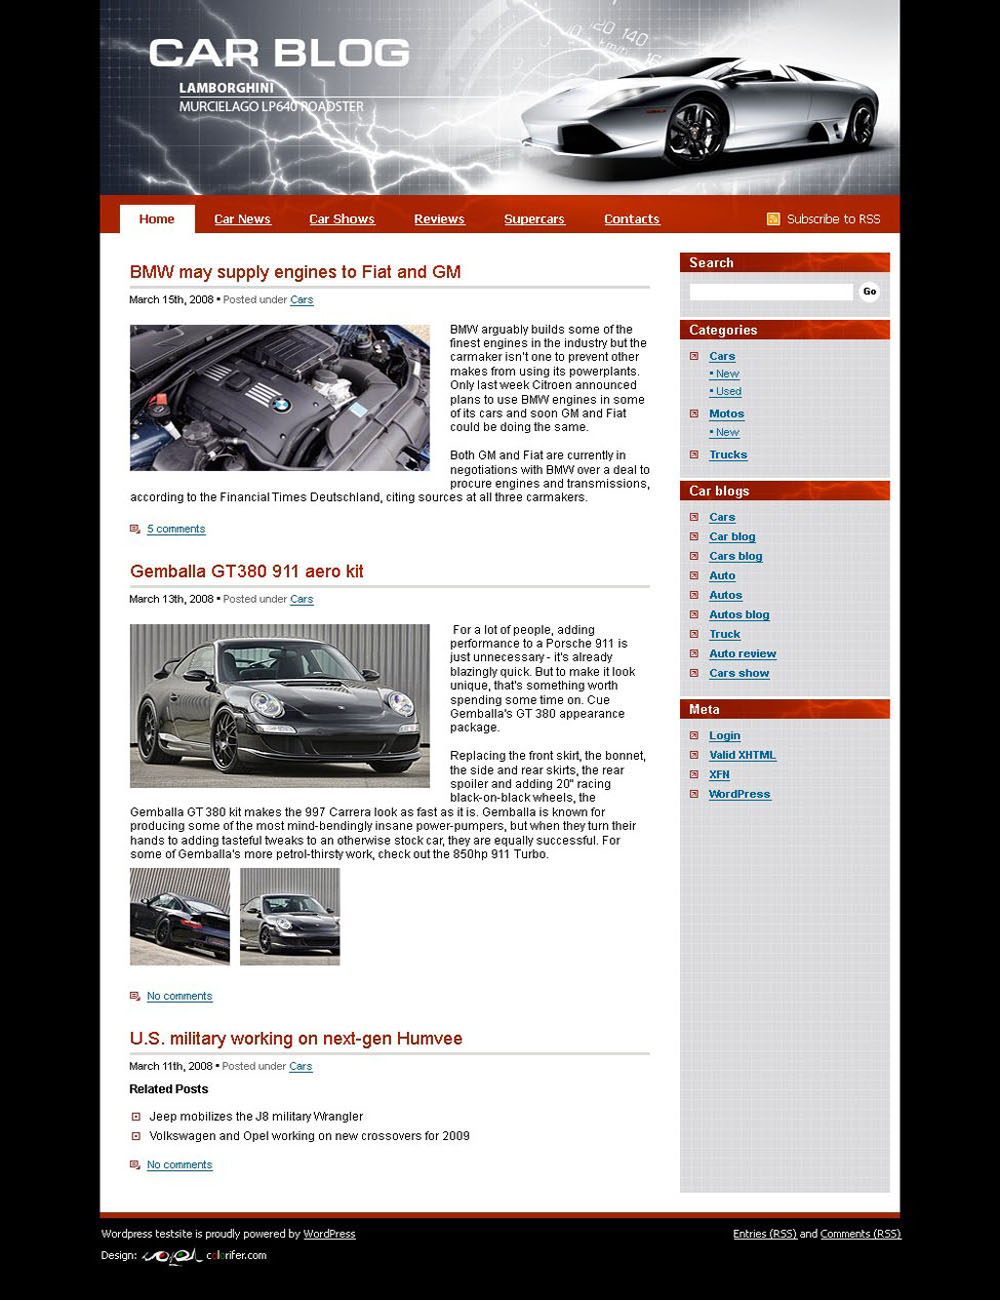 CAR BLOG
LAMBORGHINI
MURCIELAGO LP640 ROADSTER
120 140
km/h
Home
Car News
Car Shows
Reviews
Supercars
Contacts
Subscribe to RSS
BMW may supply engines to Fiat and GM
March 15th, 2008 • Posted under Cars
BMW arguably builds some of the
finest engines in the industry but the
carmaker isn't one to prevent other
makes from using its powerplants.
Only last week Citroen announced
plans to use BMW engines in some
of its cars and soon GM and Fiat
could be doing the same.
Both GM and Fiat are currently in
negotiations with BMW over a deal to
procure engines and transmissions,
according to the Financial Times Deutschland, citing sources at all three carmakers.
5 comments
Gemballa GT380 911 aero kit
March 13th, 2008 • Posted under Cars
For a lot of people, adding
performance to a Porsche 911 is
just unnecessary - it's already
blazingly quick. But to make it look
unique, that's something worth
spending some time on. Cue
Gemballa's GT 380 appearance
package.
Replacing the front skirt, the bonnet,
the side and rear skirts, the rear
spoiler and adding 20" racing
black-on-black wheels, the
Gemballa GT 380 kit makes the 997 Carrera look as fast as it is. Gemballa is known for
producing some of the most mind-bendingly insane power-pumpers, but when they turn their
hands to adding tasteful tweaks to an otherwise stock car, they are equally successful. For
some of Gemballa's more petrol-thirsty work, check out the 850hp 911 Turbo.
No comments
U.S. military working on next-gen Humvee
March 11th, 2008 • Posted under Cars
Related Posts
Jeep mobilizes the J8 military Wrangler
Volkswagen and Opel working on new crossovers for 2009
No comments
Search
Go
Categories
Cars
• New
• Used
Motos
• New
Trucks
Car blogs
Cars
Car blog
Cars blog
Auto
Autos
Autos blog
Truck
Auto review
Cars show
Meta
Login
Valid XHTML
XFN
WordPress
Wordpress testsite is proudly powered by WordPress
Entries (RSS) and Comments (RSS)
Design: colorifer.com